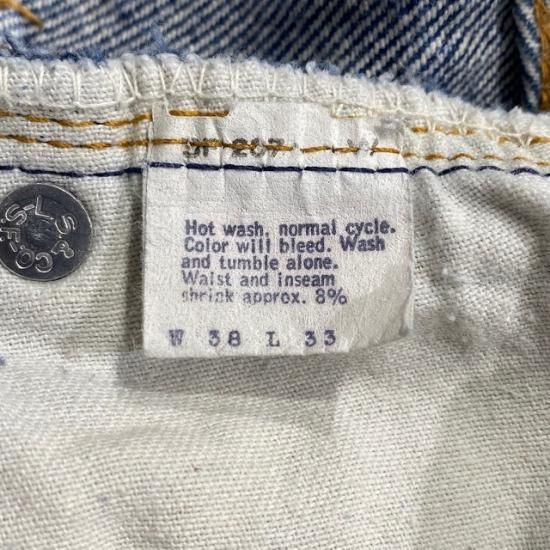 L.S.&CO-S.F.
Hot wash, normal cycle.
Color will bleed. Wash
and tumble alone.
Waist and inseam
shrink approx. 8%
W 38 L 33